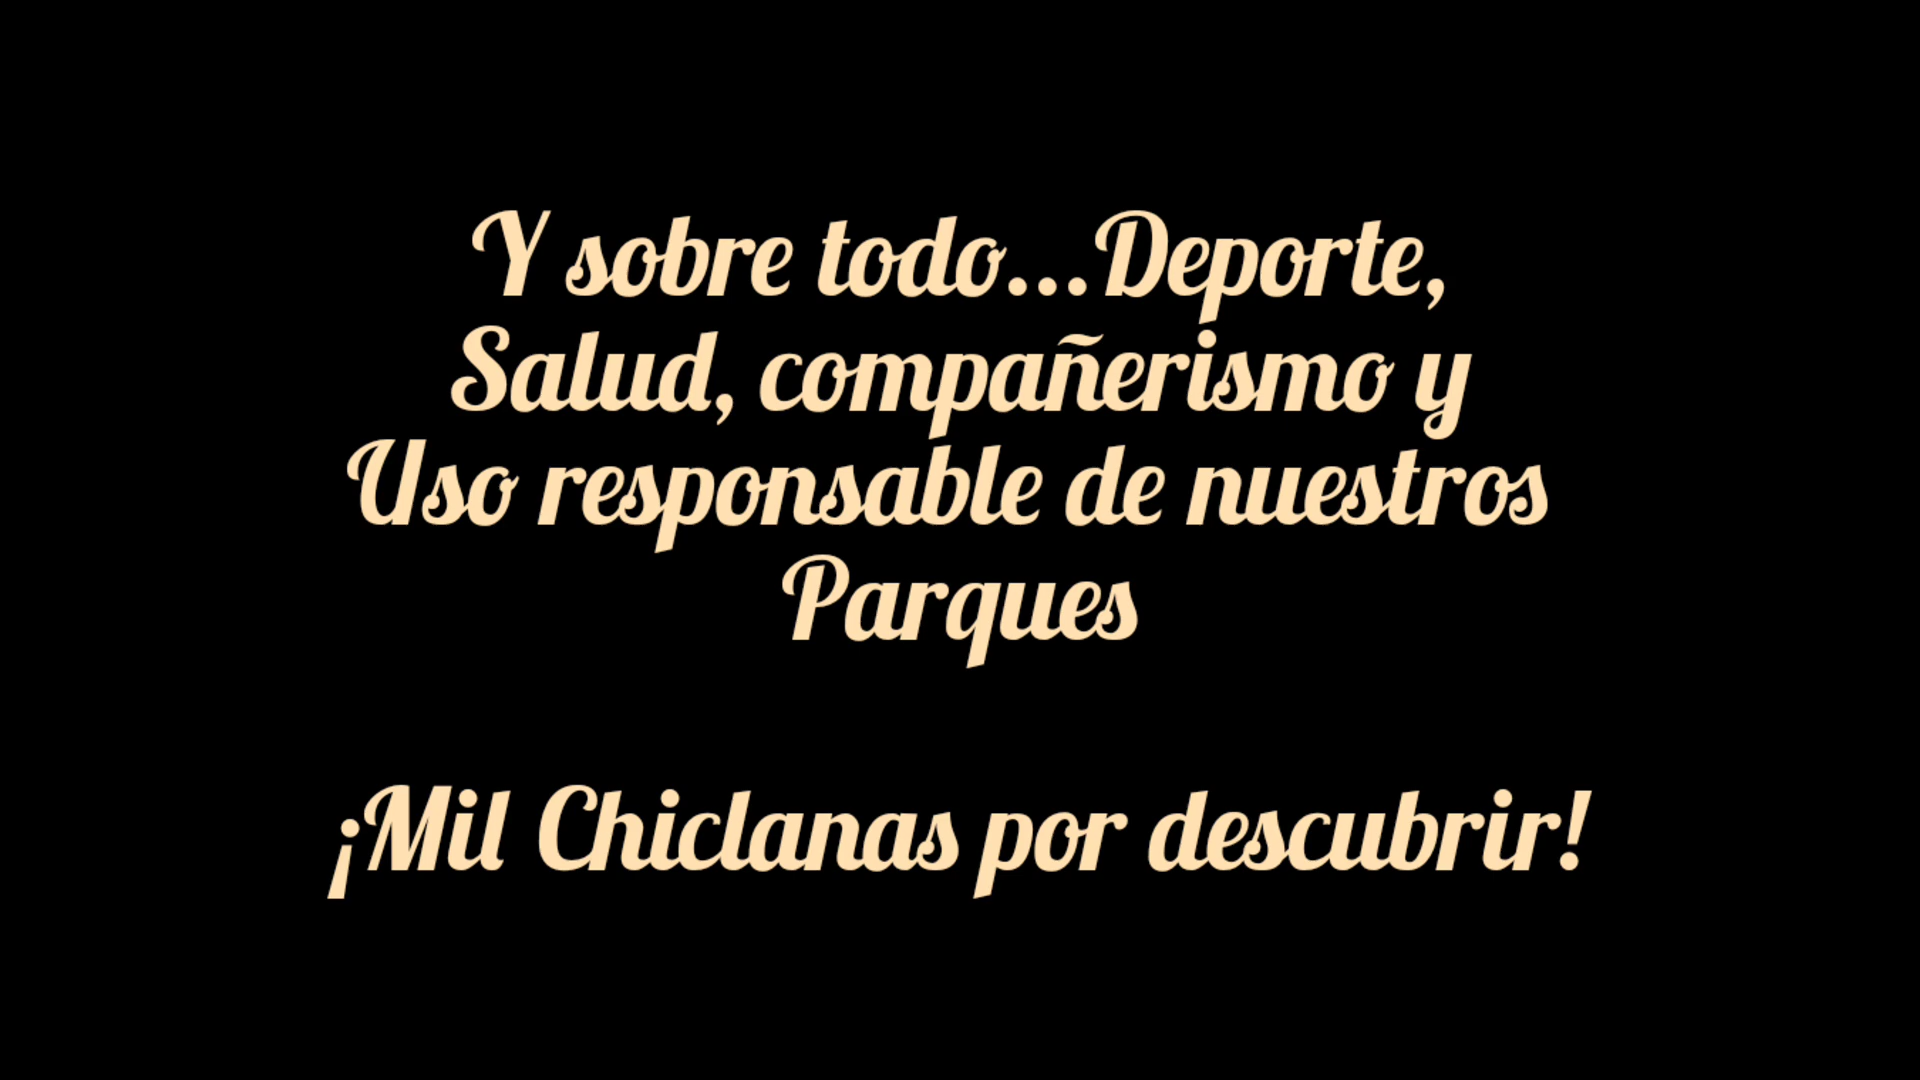 Y sobre todo...Deporte,
Salud, compañerismo y
Uso responsable de nuestros
Parques
¡Mil Chiclanas por descubrir!